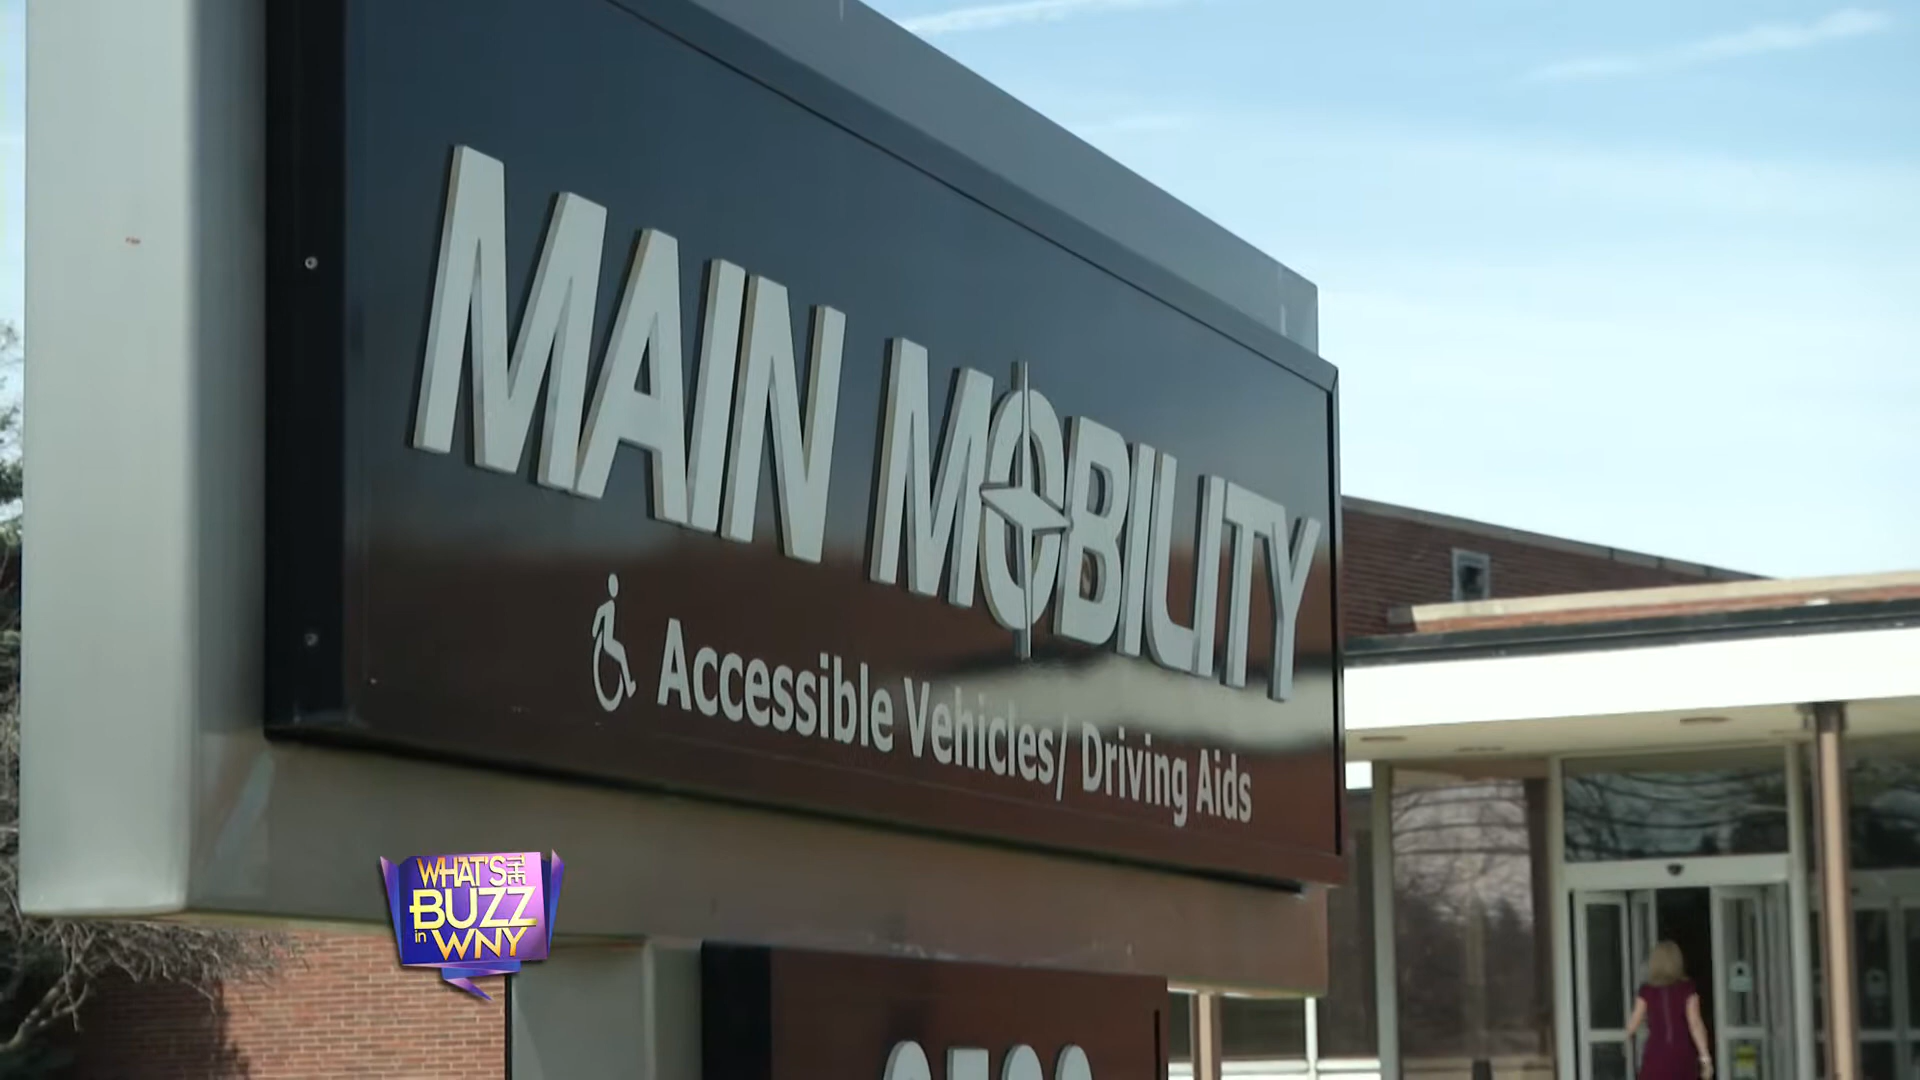 MAIN MOBILITY
Accessible Vehicles/ Driving Aids
WHAT'S THE
BUZZ
in WNY